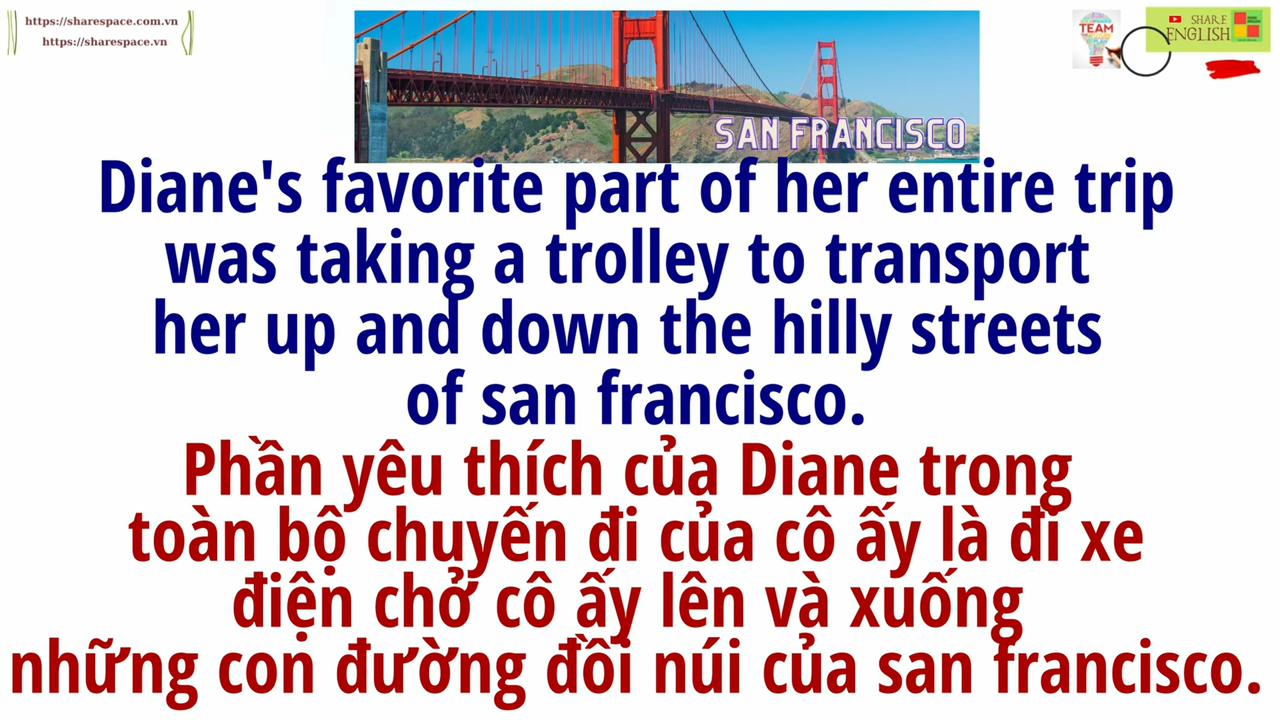 https://sharespace.com.vn
https://sharespace.vn
TEAM
SHARE
ENGLISH
SAN FRANCISCO
Diane's favorite part of her entire trip
was taking a trolley to transport
her up and down the hilly streets
of san francisco.
Phần yêu thích của Diane trong
toàn bộ chuyến đi của cô ấy là đi xe
điện chở cô ấy lên và xuống
những con đường đồi núi của san francisco.